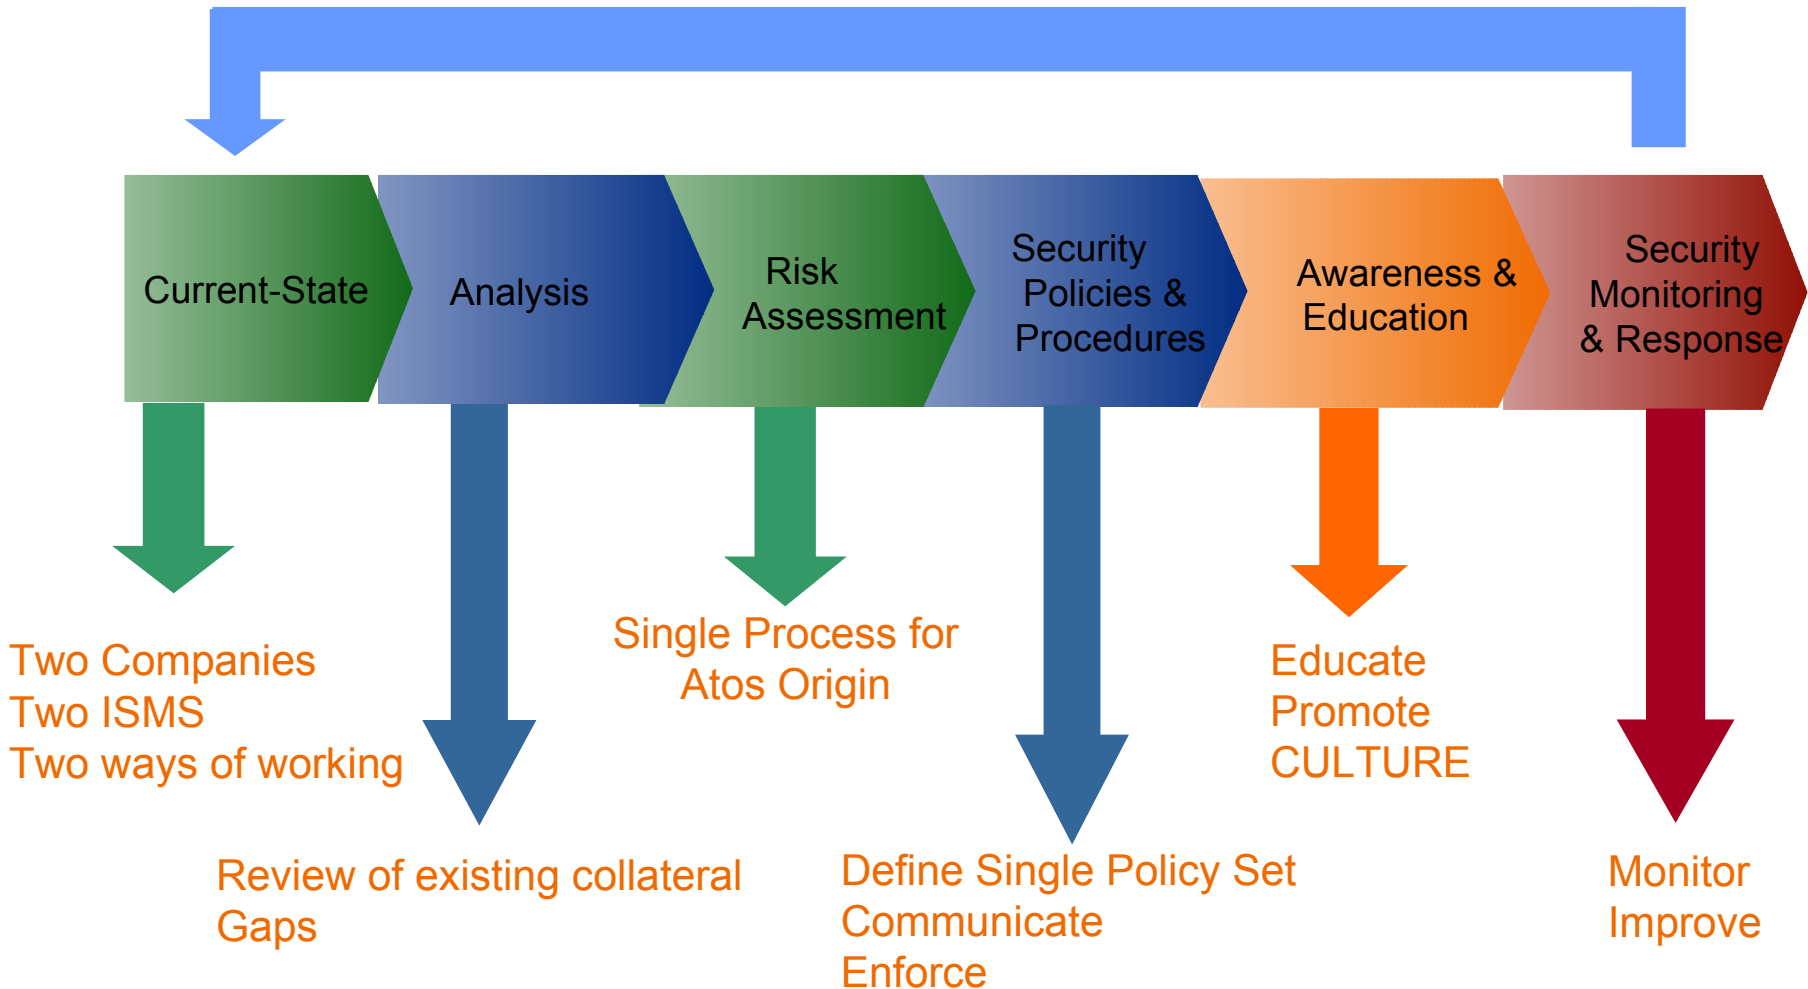 Current-State
Analysis
Risk
Assessment
Security
Policies &
Procedures
Awareness &
Education
Security
Monitoring
& Response
Two Companies
Two ISMS
Two ways of working
Review of existing collateral
Gaps
Single Process for
Atos Origin
Define Single Policy Set
Communicate
Enforce
Educate
Promote
CULTURE
Monitor
Improve